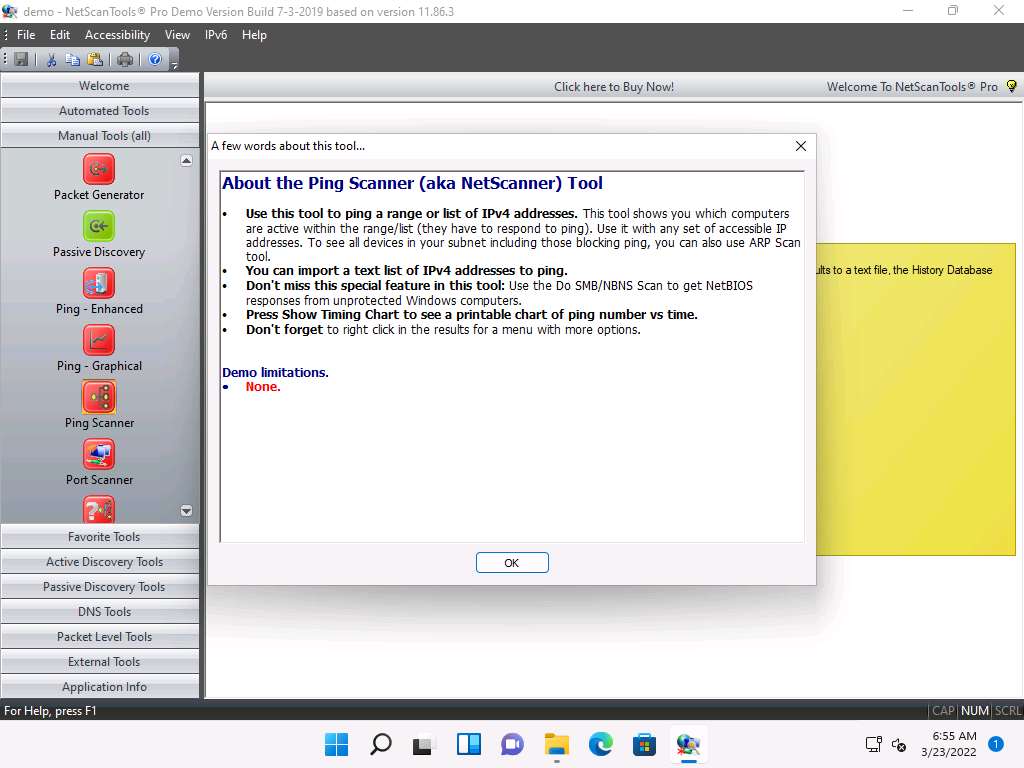 demo - NetScanTools® Pro Demo Version Build 7-3-2019 based on version 11.86.3
File Edit Accessibility View IPv6 Help
Welcome
Automated Tools
Manual Tools (all)
Packet Generator
Passive Discovery
Ping - Enhanced
Ping - Graphical
Ping Scanner
Port Scanner
Favorite Tools
Active Discovery Tools
Passive Discovery Tools
DNS Tools
Packet Level Tools
External Tools
Application Info
Click here to Buy Now!
Welcome To NetScanTools® Pro
A few words about this tool...
About the Ping Scanner (aka NetScanner) Tool
• Use this tool to ping a range or list of IPv4 addresses. This tool shows you which computers
are active within the range/list (they have to respond to ping). Use it with any set of accessible IP
addresses. To see all devices in your subnet including those blocking ping, you can also use ARP Scan
tool.
• You can import a text list of IPv4 addresses to ping.
• Don't miss this special feature in this tool: Use the Do SMB/NBNS Scan to get NetBIOS
responses from unprotected Windows computers.
• Press Show Timing Chart to see a printable chart of ping number vs time.
• Don't forget to right click in the results for a menu with more options.
Demo limitations.
• None.
OK
ults to a text file, the History Database
For Help, press F1
CAP NUM SCRL
6:55 AM
3/23/2022
1